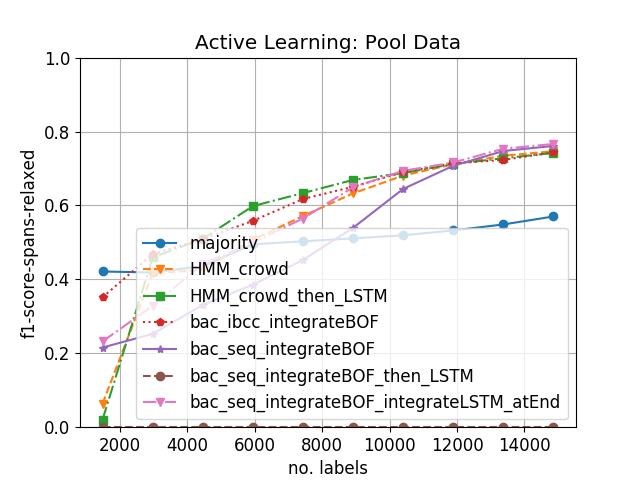 Active Learning: Pool Data
f1-score-spans-relaxed
1.0
0.8
0.6
0.4
0.2
0.0
majority
HMM_crowd
HMM_crowd_then_LSTM
bac_ibcc_integrateBOF
bac_seq_integrateBOF
bac_seq_integrateBOF_then_LSTM
bac_seq_integrateBOF_integrateLSTM_atEnd
2000 4000 6000 8000 10000 12000 14000
no. labels